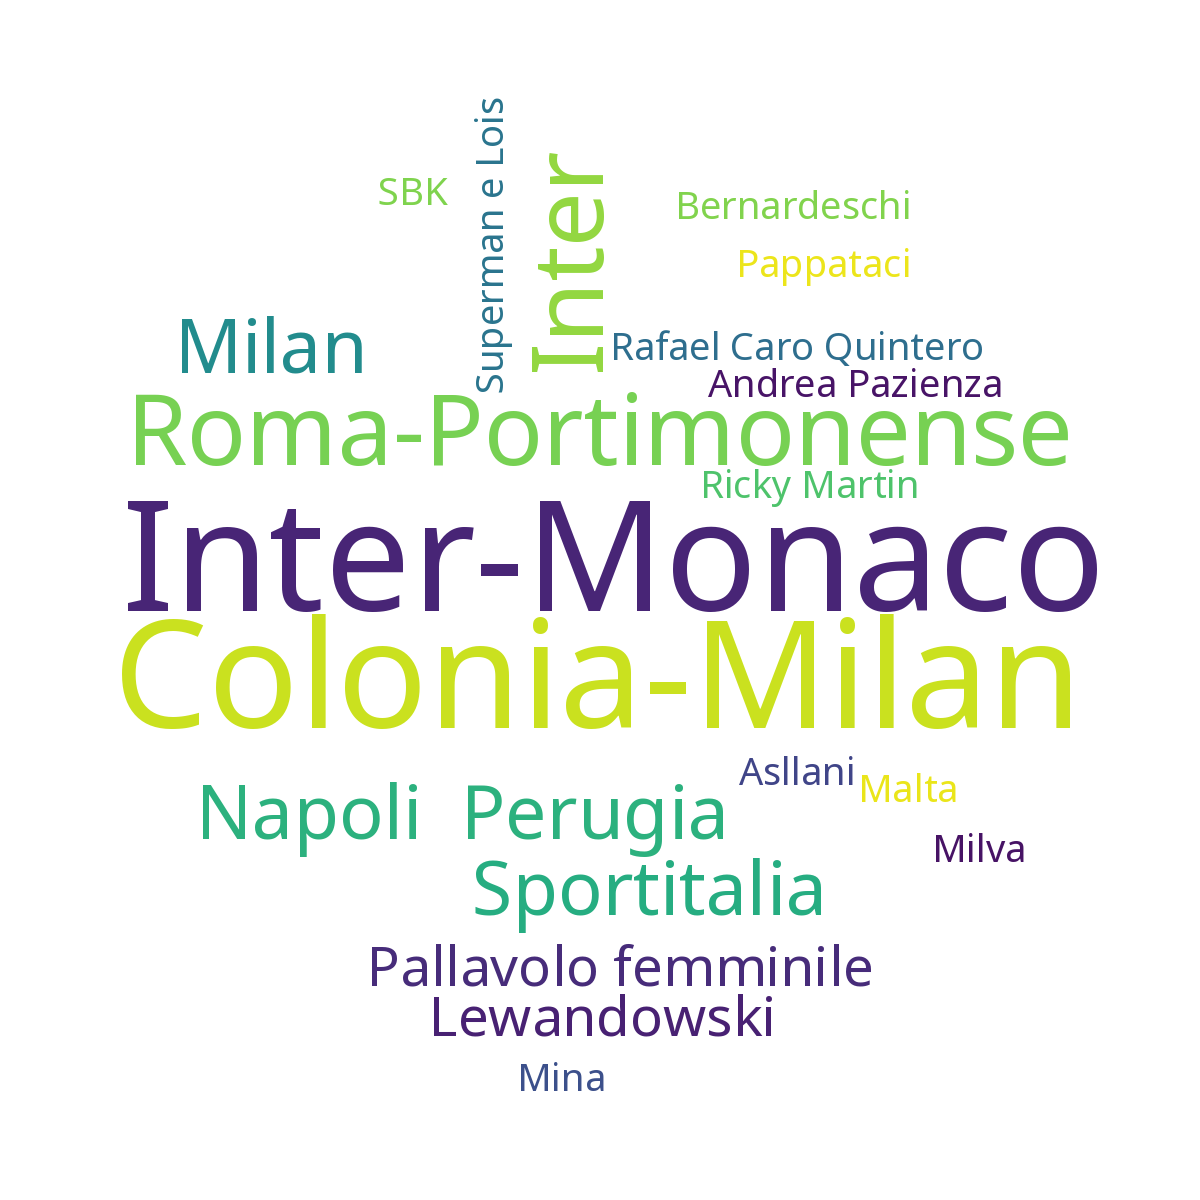 Superman e Lois
SBK
Inter
Bernardeschi
Pappataci
Milan
Rafael Caro Quintero
Andrea Pazienza
Roma-Portimonense
Ricky Martin
Inter-Monaco
Colonia-Milan
Asllani
Malta
Napoli
Perugia
Milva
Sportitalia
Pallavolo femminile
Lewandowski
Mina